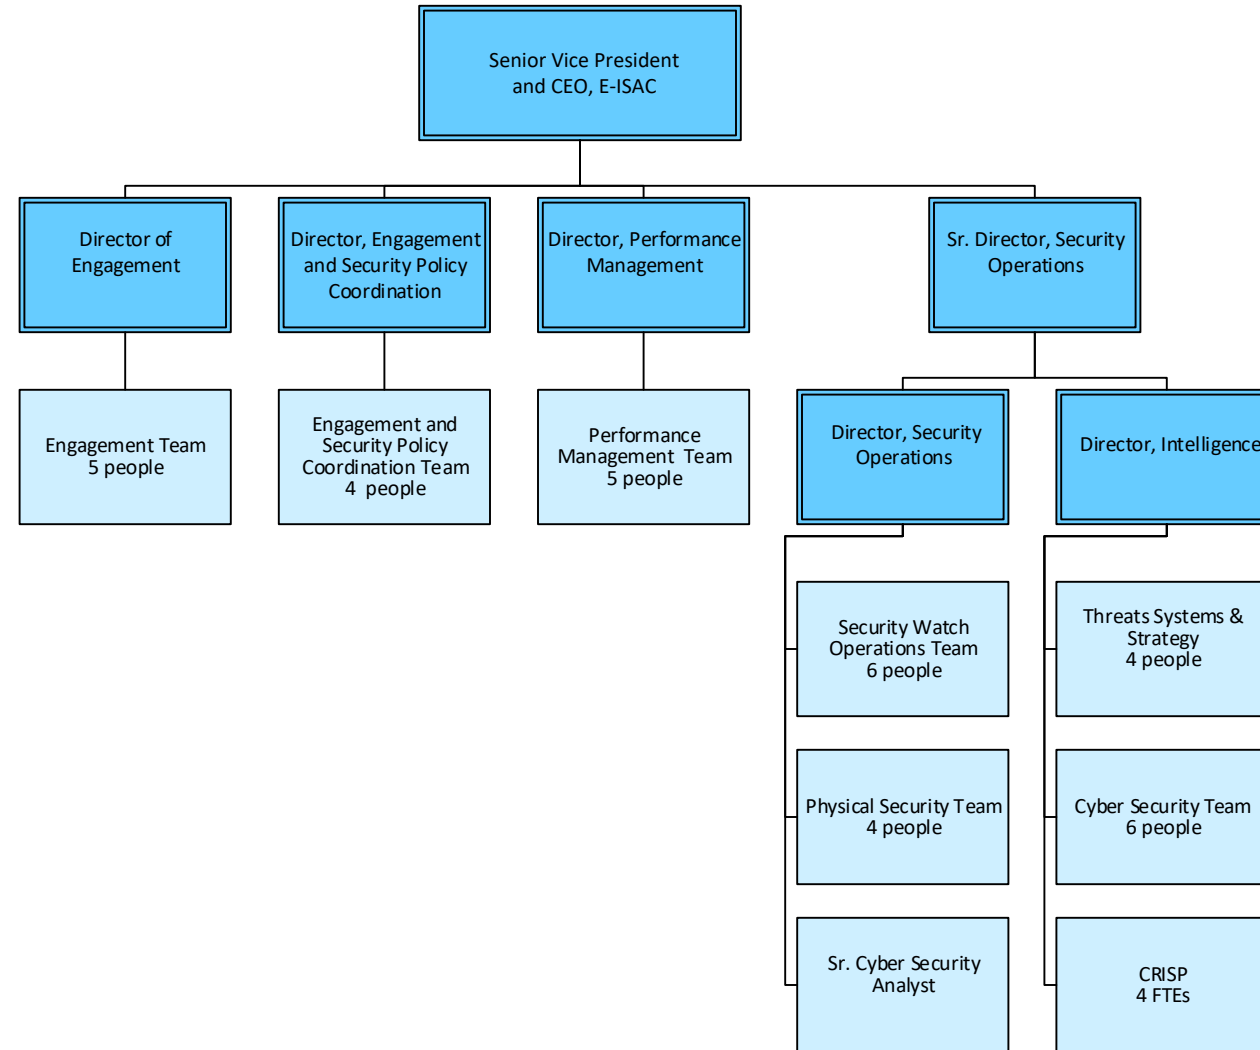 Senior Vice President
and CEO, E-ISAC
Director of
Engagement
Director, Engagement
and Security Policy
Coordination
Director, Performance
Management
Sr. Director, Security
Operations
Engagement Team
5 people
Engagement and
Security Policy
Coordination Team
4  people
Performance
Management  Team
5 people
Director, Security
Operations
Director, Intelligence
Security Watch
Operations Team
6 people
Threats Systems &
Strategy
4 people
Physical Security Team
4 people
Cyber Security Team
6 people
Sr. Cyber Security
Analyst
CRISP
4 FTEs